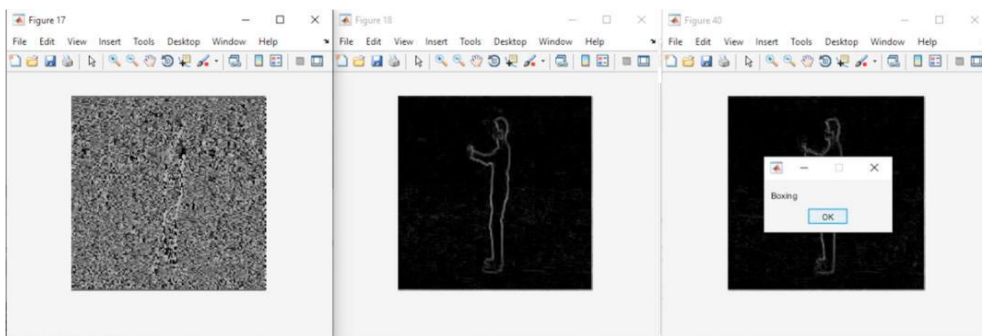 Figure 17
File Edit View Insert Tools Desktop Window Help
Figure 18
File Edit View Insert Tools Desktop Window Help
Figure 40
File Edit View Insert Tools Desktop Window Help
Boxing
OK